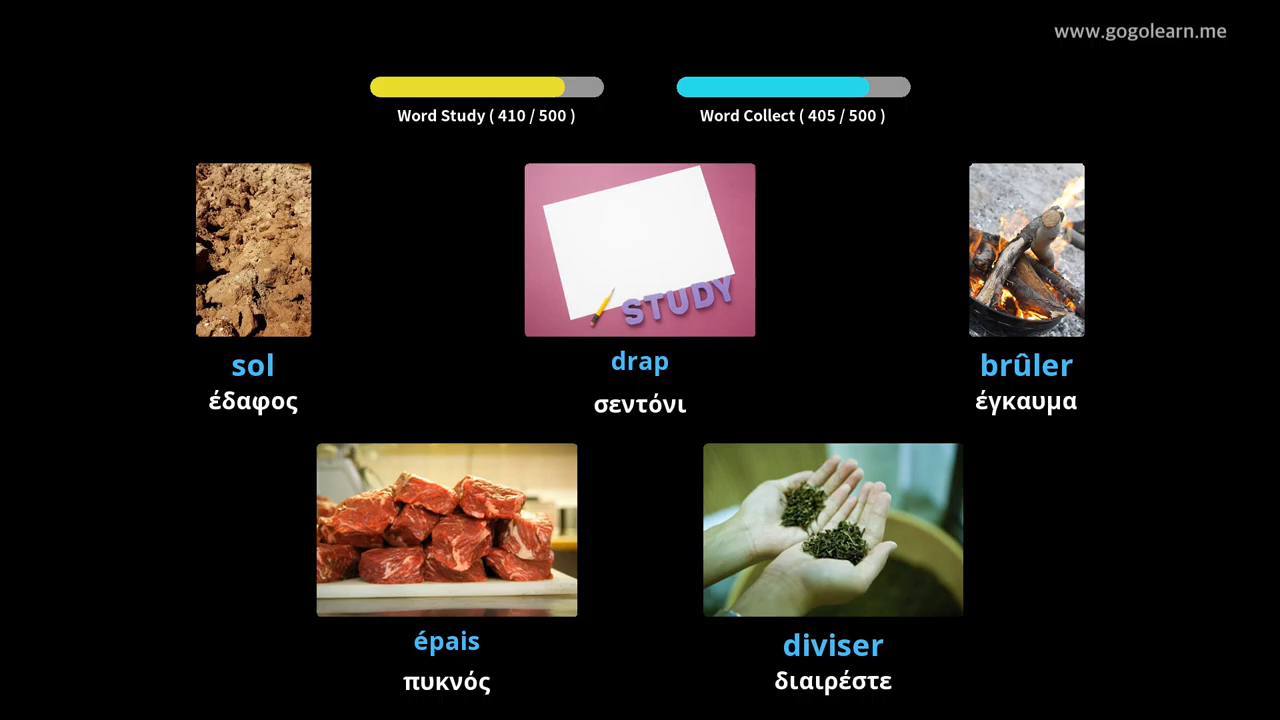 www.gogolearn.me
Word Study ( 410 / 500 )
Word Collect ( 405 / 500 )
STUDY
sol
έδαφος
drap
σεντόνι
brûler
έγκαυμα
épais
πυκνός
diviser
διαιρέστε